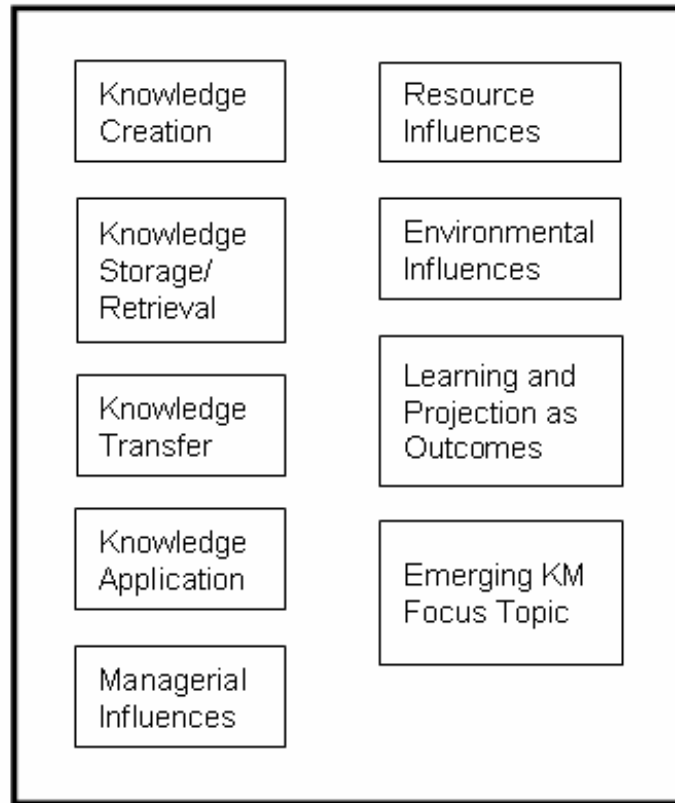 Knowledge
Creation
Knowledge
Storage/
Retrieval
Knowledge
Transfer
Knowledge
Application
Managerial
Influences
Resource
Influences
Environmental
Influences
Learning and
Projection as
Outcomes
Emerging KM
Focus Topic